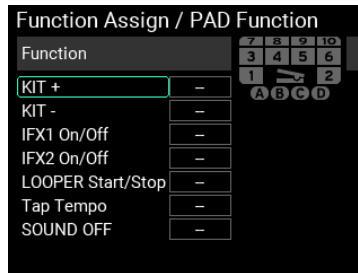 Function Assign / PAD Function
Function
7 8 9 10
3 4 5 6
1 2
A B C D
KIT + --
KIT - --
IFX1 On/Off --
IFX2 On/Off --
LOOPER Start/Stop --
Tap Tempo --
SOUND OFF --